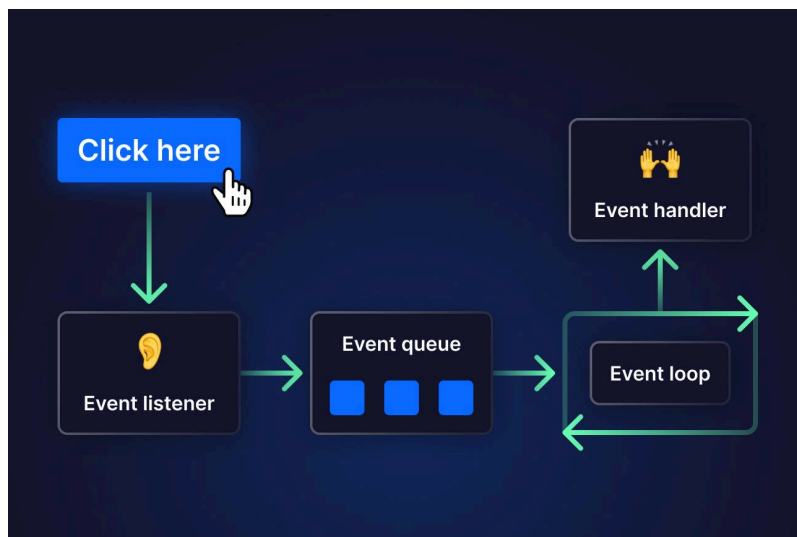 Click here
Event handler
Event listener
Event queue
Event loop